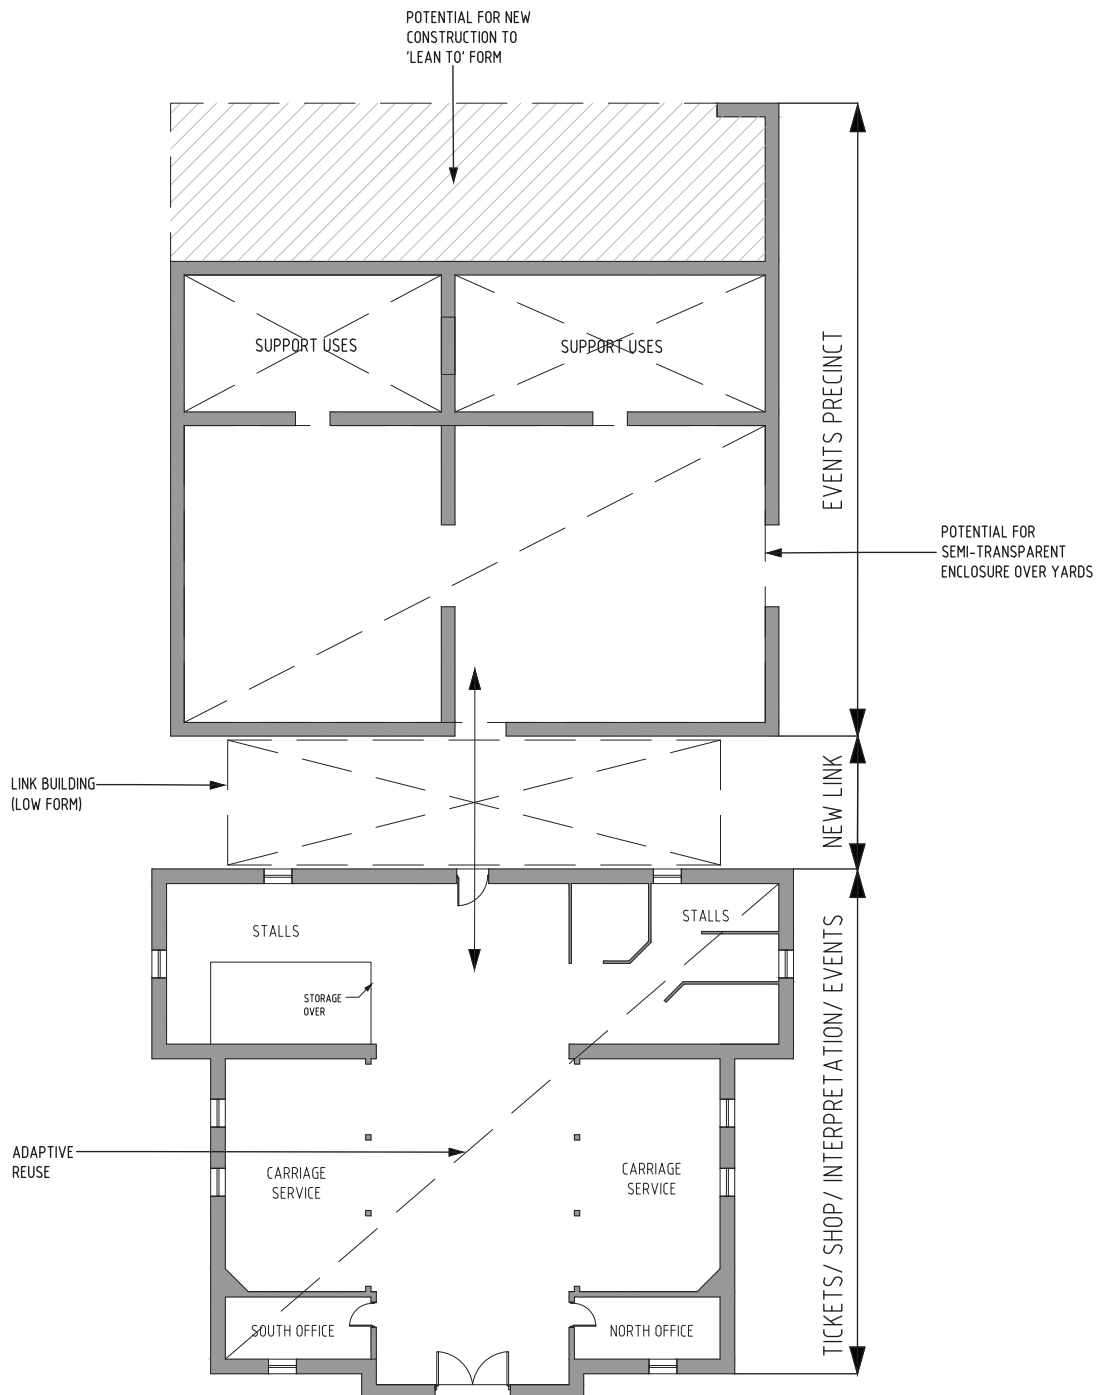 POTENTIAL FOR NEW
CONSTRUCTION TO
'LEAN TO' FORM
SUPPORT USES
SUPPORT USES
EVENTS PRECINCT
POTENTIAL FOR
SEMI-TRANSPARENT
ENCLOSURE OVER YARDS
LINK BUILDING
(LOW FORM)
NEW LINK
STALLS
STALLS
STORAGE
OVER
TICKETS/ SHOP/ INTERPRETATION/ EVENTS
ADAPTIVE
REUSE
CARRIAGE
SERVICE
CARRIAGE
SERVICE
SOUTH OFFICE
NORTH OFFICE